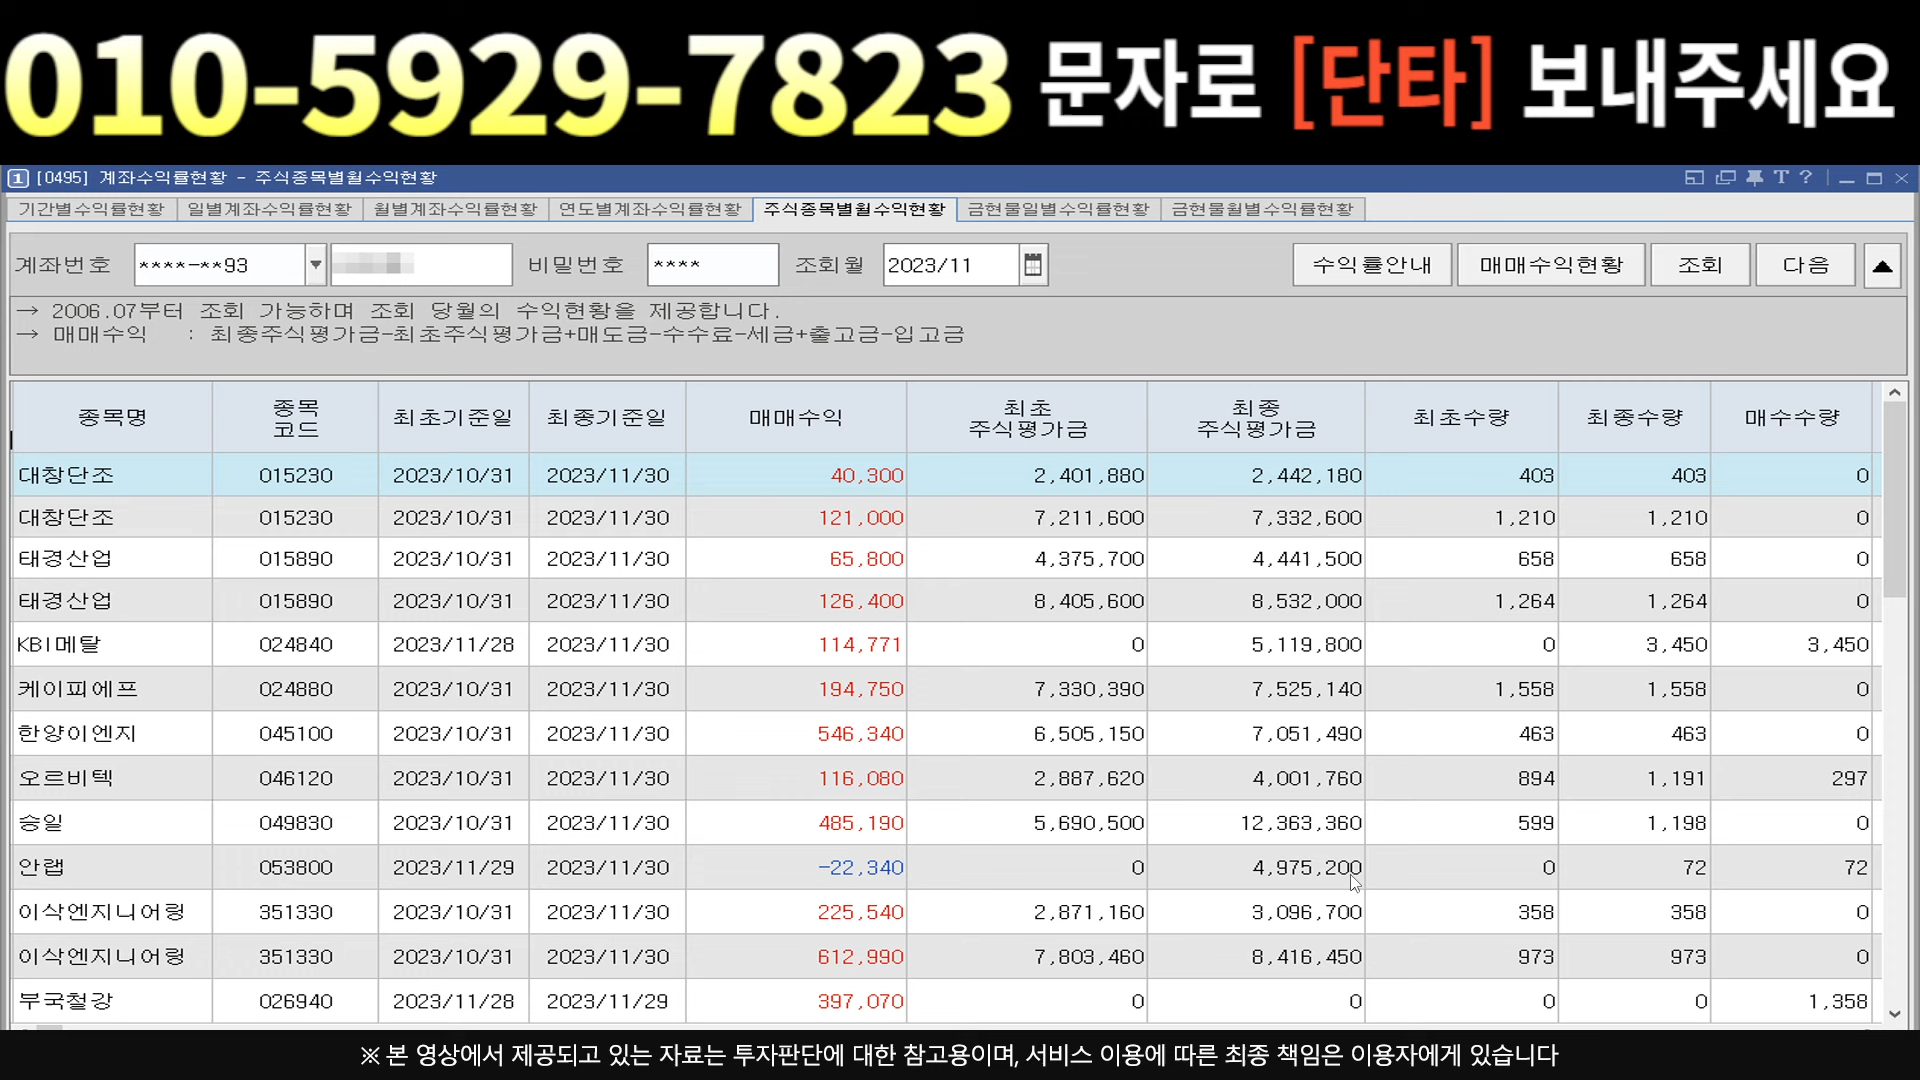 010-5929-7823 문자로 [단타] 보내주세요
1 [0495] 계좌수익률현황 - 주식종목별월수익현황
기간별수익률현황 일별계좌수익률현황 월별계좌수익률현황 연도별계좌수익률현황 주식종목별월수익현황 금현물일별수익률현황 금현물월별수익률현황
계좌번호 ****-**93 비밀번호 **** 조회월 2023/11 수익률안내 매매수익현황 조회 다음 ▲
→ 2006.07부터 조회 가능하며 조회 당월의 수익현황을 제공합니다.
→ 매매수익 : 최종주식평가금-최초주식평가금+매도금-수수료-세금+출고금-입고금
종목명 종목코드 최초기준일 최종기준일 매매수익 최초주식평가금 최종주식평가금 최초수량 최종수량 매수수량
대창단조 015230 2023/10/31 2023/11/30 40,300 2,401,880 2,442,180 403 403 0
대창단조 015230 2023/10/31 2023/11/30 121,000 7,211,600 7,332,600 1,210 1,210 0
태경산업 015890 2023/10/31 2023/11/30 65,800 4,375,700 4,441,500 658 658 0
태경산업 015890 2023/10/31 2023/11/30 126,400 8,405,600 8,532,000 1,264 1,264 0
KBI메탈 024840 2023/11/28 2023/11/30 114,771 0 5,119,800 0 3,450 3,450
케이피에프 024880 2023/10/31 2023/11/30 194,750 7,330,390 7,525,140 1,558 1,558 0
한양이엔지 045100 2023/10/31 2023/11/30 546,340 6,505,150 7,051,490 463 463 0
오르비텍 046120 2023/10/31 2023/11/30 116,080 2,887,620 4,001,760 894 1,191 297
승일 049830 2023/10/31 2023/11/30 485,190 5,690,500 12,363,360 599 1,198 0
안랩 053800 2023/11/29 2023/11/30 -22,340 0 4,975,200 0 72 72
이삭엔지니어링 351330 2023/10/31 2023/11/30 225,540 2,871,160 3,096,700 358 358 0
이삭엔지니어링 351330 2023/10/31 2023/11/30 612,990 7,803,460 8,416,450 973 973 0
부국철강 026940 2023/11/28 2023/11/29 397,070 0 0 0 0 1,358
※ 본 영상에서 제공되고 있는 자료는 투자판단에 대한 참고용이며, 서비스 이용에 따른 최종 책임은 이용자에게 있습니다